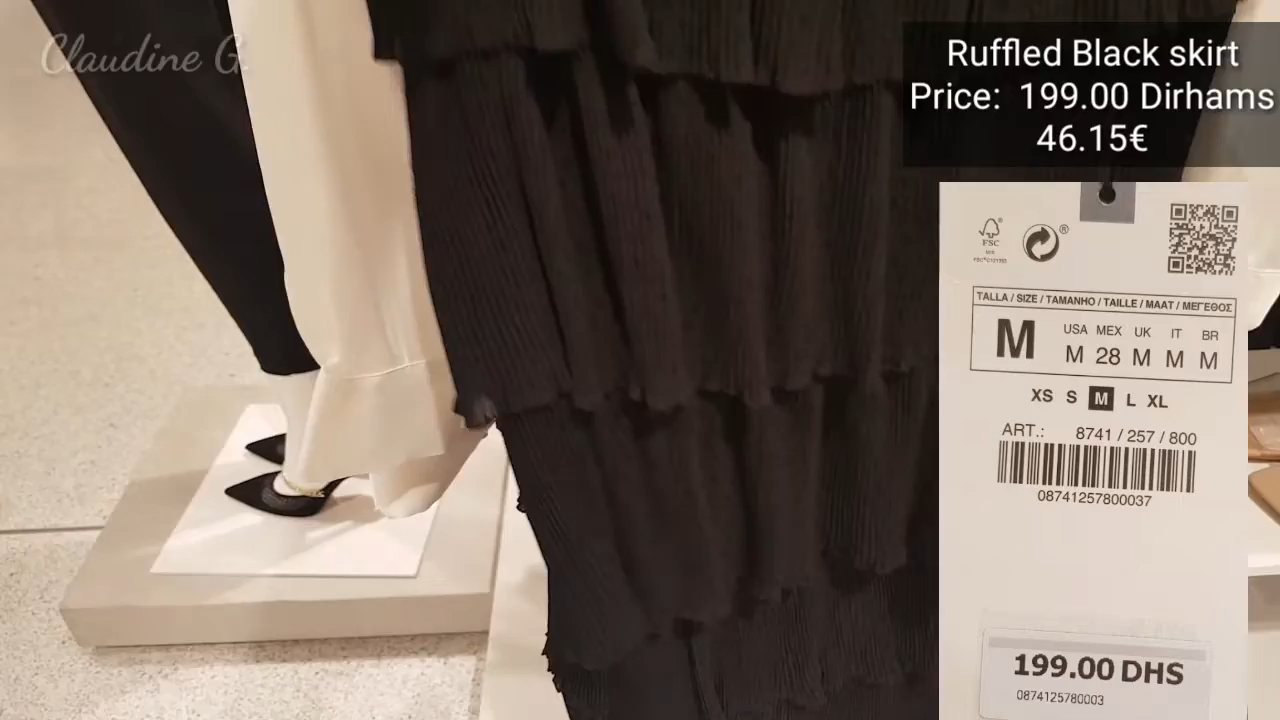 Claudine G.
Ruffled Black skirt
Price: 199.00 Dirhams
46.15€
FSC
TALLA / SIZE / TAMANHO / TAILLE / MAAT / ΜΕΓΕΘΟΣ
M
USA MEX UK IT BR
M 28 M M M
XS S M L XL
ART.: 8741 / 257 / 800
08741257800037
199.00 DHS
0874125780003